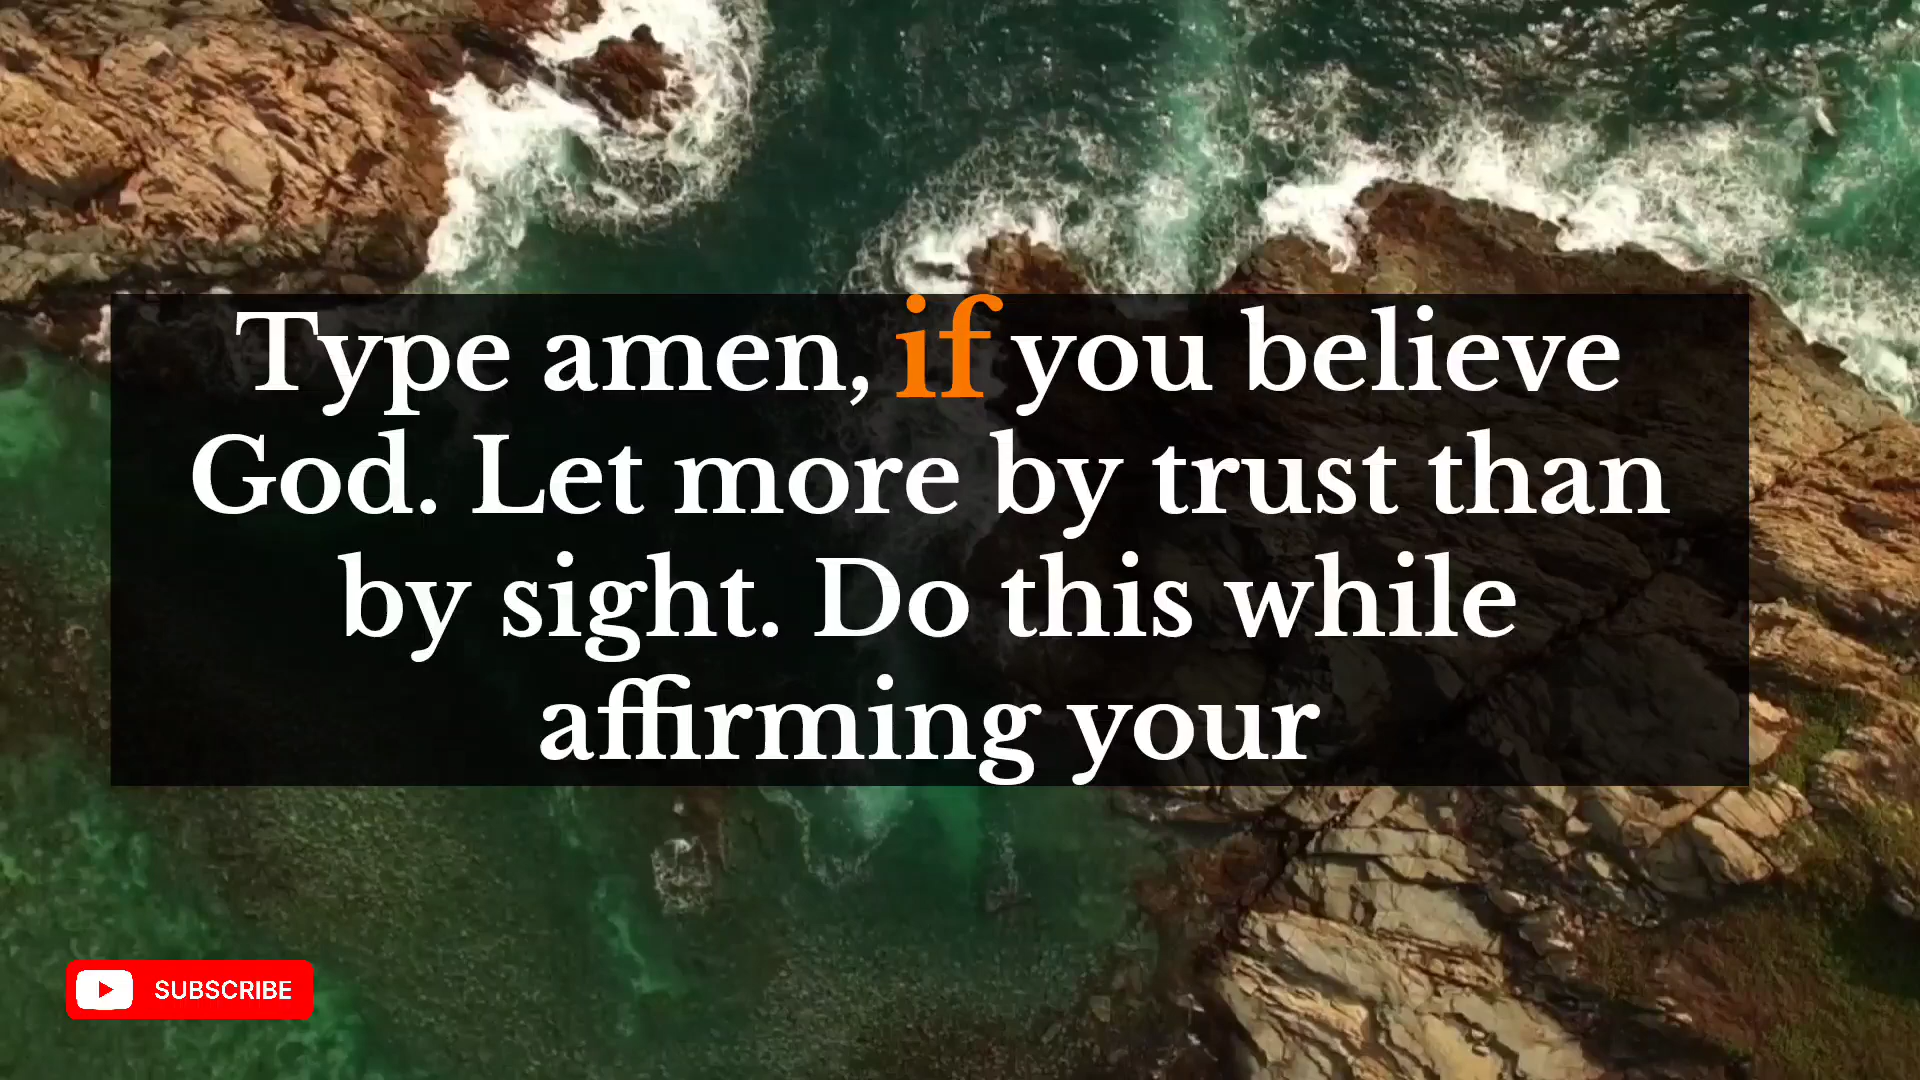 Type amen, if you believe
God. Let more by trust than
by sight. Do this while
affirming your
SUBSCRIBE